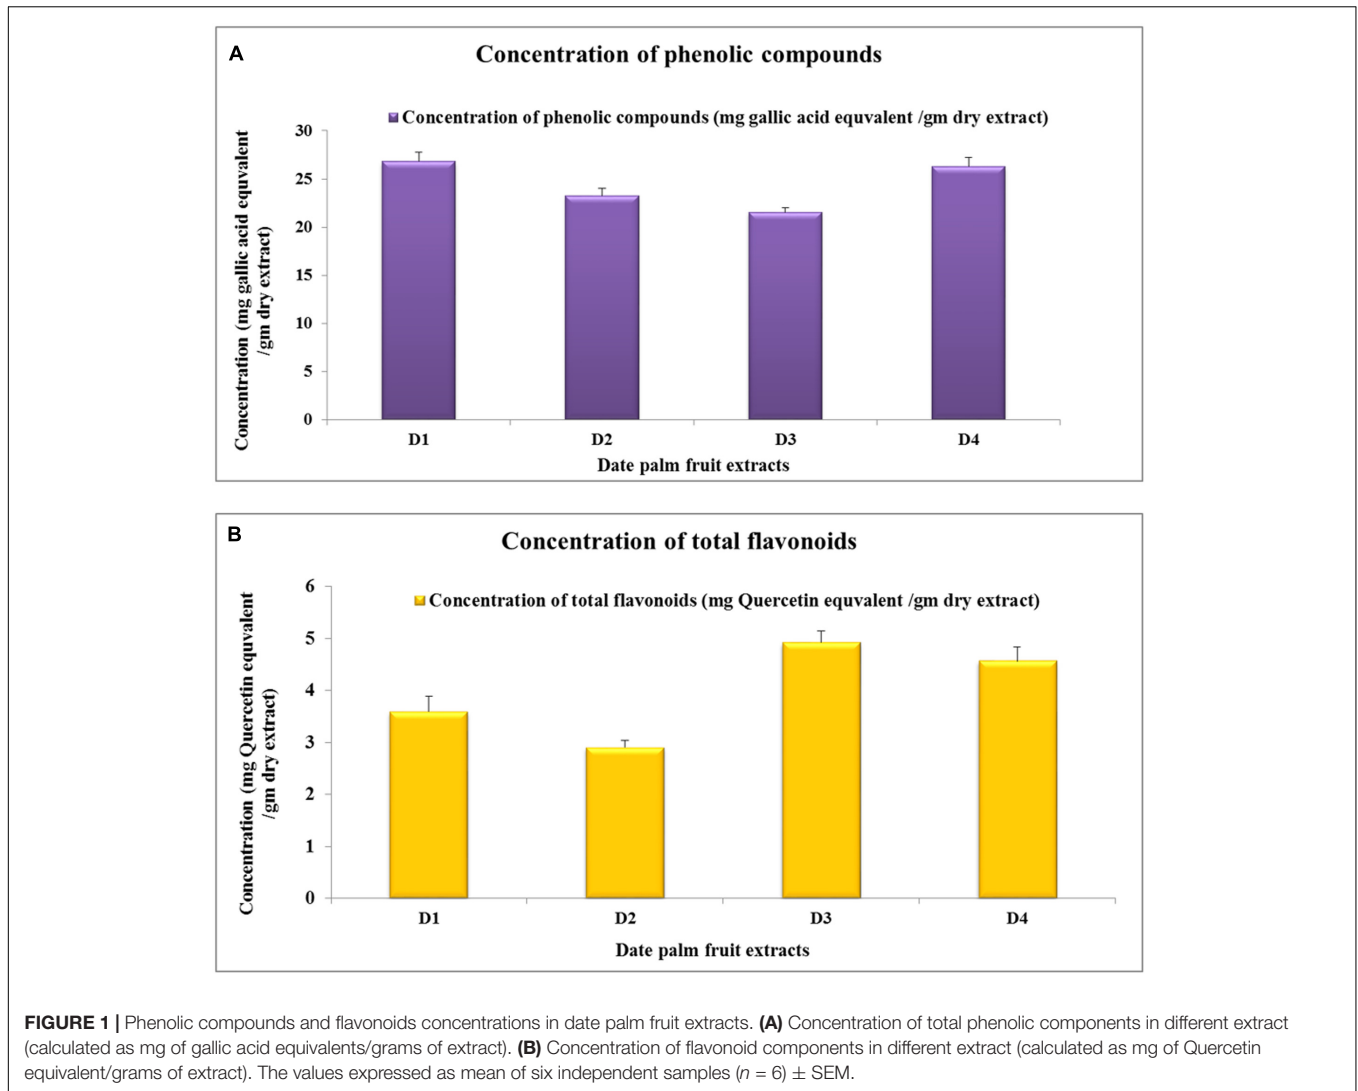 A
Concentration of phenolic compounds
Concentration of phenolic compounds (mg gallic acid equvalent /gm dry extract)
Concentration (mg gallic acid equvalent
/gm dry extract)
30
25
20
15
10
5
0
D1
D2
D3
D4
Date palm fruit extracts
B
Concentration of total flavonoids
Concentration of total flavonoids (mg Quercetin equvalent /gm dry extract)
Concentration (mg Quercetin equvalent
/gm dry extract)
6
5
4
3
2
1
0
D1
D2
D3
D4
Date palm fruit extracts
FIGURE 1 | Phenolic compounds and flavonoids concentrations in date palm fruit extracts. (A) Concentration of total phenolic components in different extract
(calculated as mg of gallic acid equivalents/grams of extract). (B) Concentration of flavonoid components in different extract (calculated as mg of Quercetin
equivalent/grams of extract). The values expressed as mean of six independent samples (n = 6) ± SEM.